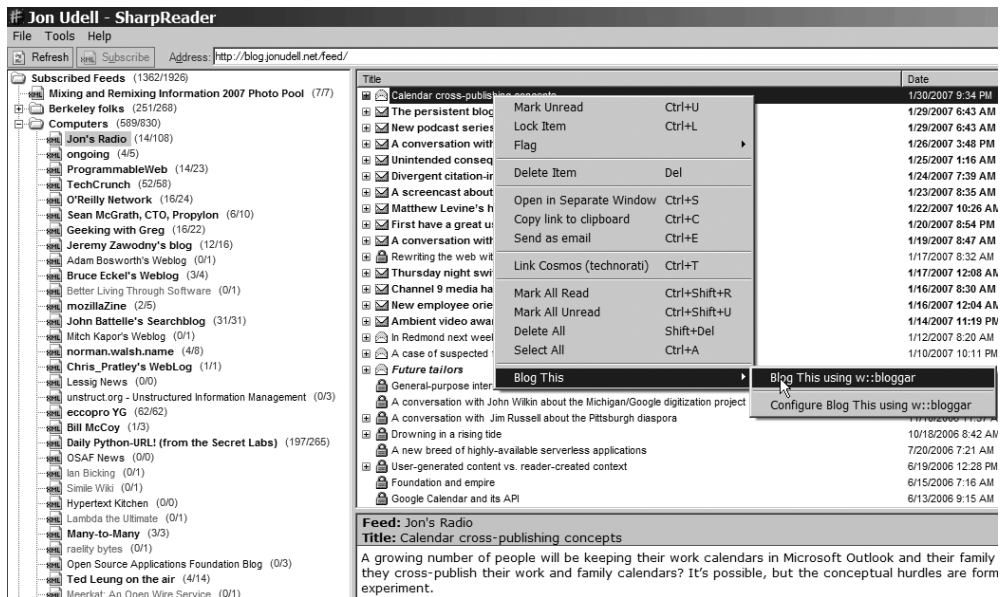 Jon Udell - SharpReader
File Tools Help
Refresh Subscribe Address: http://blog.jonudell.net/feed/
Subscribed Feeds (1362/1926)
Mixing and Remixing Information 2007 Photo Pool (7/7)
Berkeley folks (251/268)
Computers (589/830)
Jon's Radio (14/108)
ongoing (4/5)
ProgrammableWeb (14/23)
TechCrunch (52/58)
O'Reilly Network (16/24)
Sean McGrath, CTO, Propylon (6/10)
Geeking with Greg (16/22)
Jeremy Zawodny's blog (12/16)
Adam Bosworth's Weblog (0/1)
Bruce Eckel's Weblog (3/4)
Better Living Through Software (0/1)
mozillaZine (2/5)
John Battelle's Searchblog (31/31)
Mitch Kapor's Weblog (0/1)
norman.walsh.name (4/8)
Chris_Pratley's WebLog (1/1)
Lessig News (0/0)
unstruct.org - Unstructured Information Management (0/3)
eccopro YG (62/62)
Bill McCoy (1/3)
Daily Python-URL! (from the Secret Labs) (197/265)
OSAF News (0/0)
Ian Bicking (0/1)
Simile Wiki (0/1)
Hypertext Kitchen (0/0)
Lambda the Ultimate (0/1)
Many-to-Many (3/3)
raelity bytes (0/1)
Open Source Applications Foundation Blog (0/3)
Ted Leung on the air (4/14)
Meerkat: An Open Wire Service (0/1)
Title Date
Calendar cross-publishing concepts 1/30/2007 9:34 PM
The persistent blog 1/29/2007 6:43 AM
New podcast series 1/29/2007 6:43 AM
A conversation with 1/26/2007 3:48 PM
Unintended conseq 1/25/2007 1:16 AM
Divergent citation-in 1/24/2007 7:39 AM
A screencast about 1/23/2007 8:35 AM
Matthew Levine's h 1/22/2007 10:26 AM
First have a great u 1/20/2007 8:54 PM
A conversation with 1/19/2007 8:47 AM
Rewriting the web wit 1/17/2007 8:32 AM
Thursday night swi 1/17/2007 12:08 AM
Channel 9 media ha 1/16/2007 8:30 AM
New employee orie 1/16/2007 12:04 AM
Ambient video awa 1/14/2007 11:19 PM
In Redmond next week 1/12/2007 8:20 AM
A case of suspected 1/10/2007 10:11 PM
Future tailors
General-purpose inter
A conversation with John Wilkin about the Michigan/Google digitization project
A conversation with Jim Russell about the Pittsburgh diaspora
Drowning in a rising tide 10/18/2006 8:42 AM
A new breed of highly-available serverless applications 7/20/2006 7:21 AM
User-generated content vs. reader-created context 6/19/2006 12:28 PM
Foundation and empire 6/15/2006 7:16 AM
Google Calendar and its API 6/13/2006 9:15 AM
Mark Unread Ctrl+U
Lock Item Ctrl+L
Flag
Delete Item Del
Open in Separate Window Ctrl+S
Copy link to clipboard Ctrl+C
Send as email Ctrl+E
Link Cosmos (technorati) Ctrl+T
Mark All Read Ctrl+Shift+R
Mark All Unread Ctrl+Shift+U
Delete All Shift+Del
Select All Ctrl+A
Blog This
Blog This using w::bloggar
Configure Blog This using w::bloggar
Feed: Jon's Radio
Title: Calendar cross-publishing concepts
A growing number of people will be keeping their work calendars in Microsoft Outlook and their family
they cross-publish their work and family calendars? It's possible, but the conceptual hurdles are form
experiment.